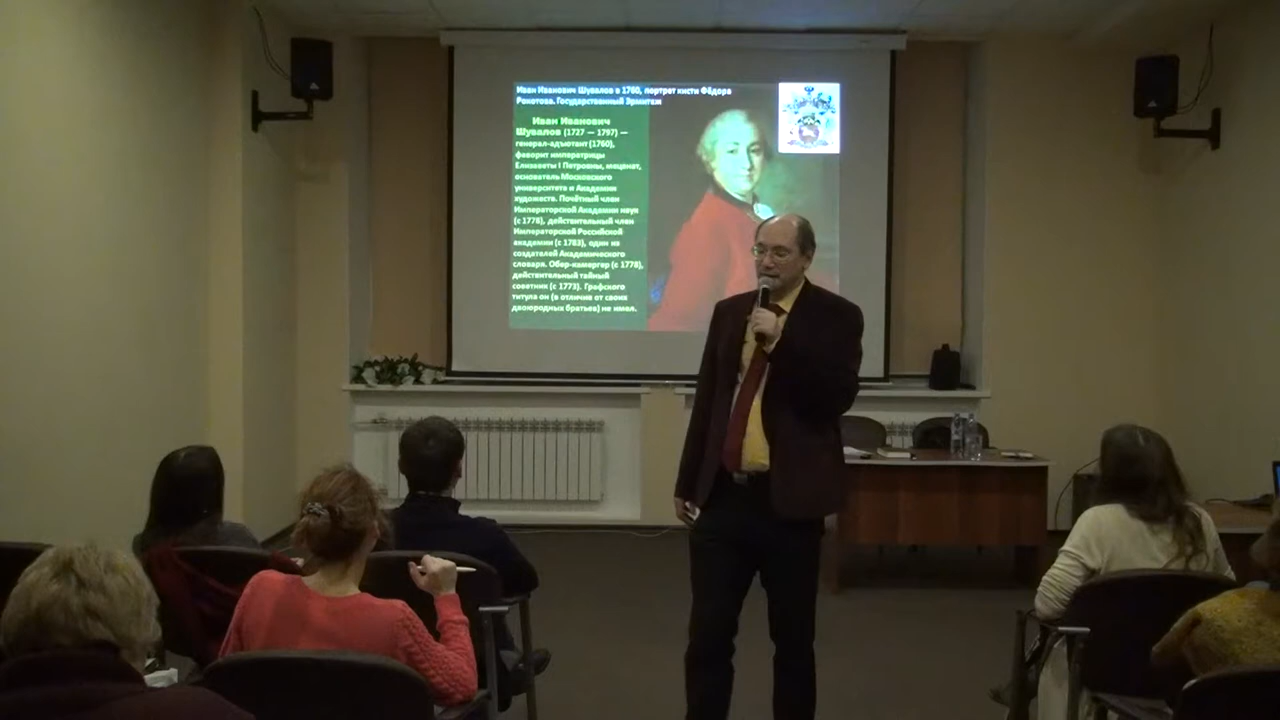 Иван Иванович Шувалов в 1760, портрет кисти Фёдора
Рокотова. Государственный Эрмитаж
Иван Иванович
Шувалов (1727 — 1797) —
генерал-адъютант (1760),
фаворит императрицы
Елизаветы I Петровны, меценат,
основатель Московского
университета и Академии
художеств. Почётный член
Императорской Академии наук
(с 1776), действительный член
Императорской Российской
академии (с 1783), один из
создателей Академического
словаря. Обер-камергер (с 1778),
действительный тайный
советник (с 1773). Графского
титула он (в отличие от своих
двоюродных братьев) не имел.